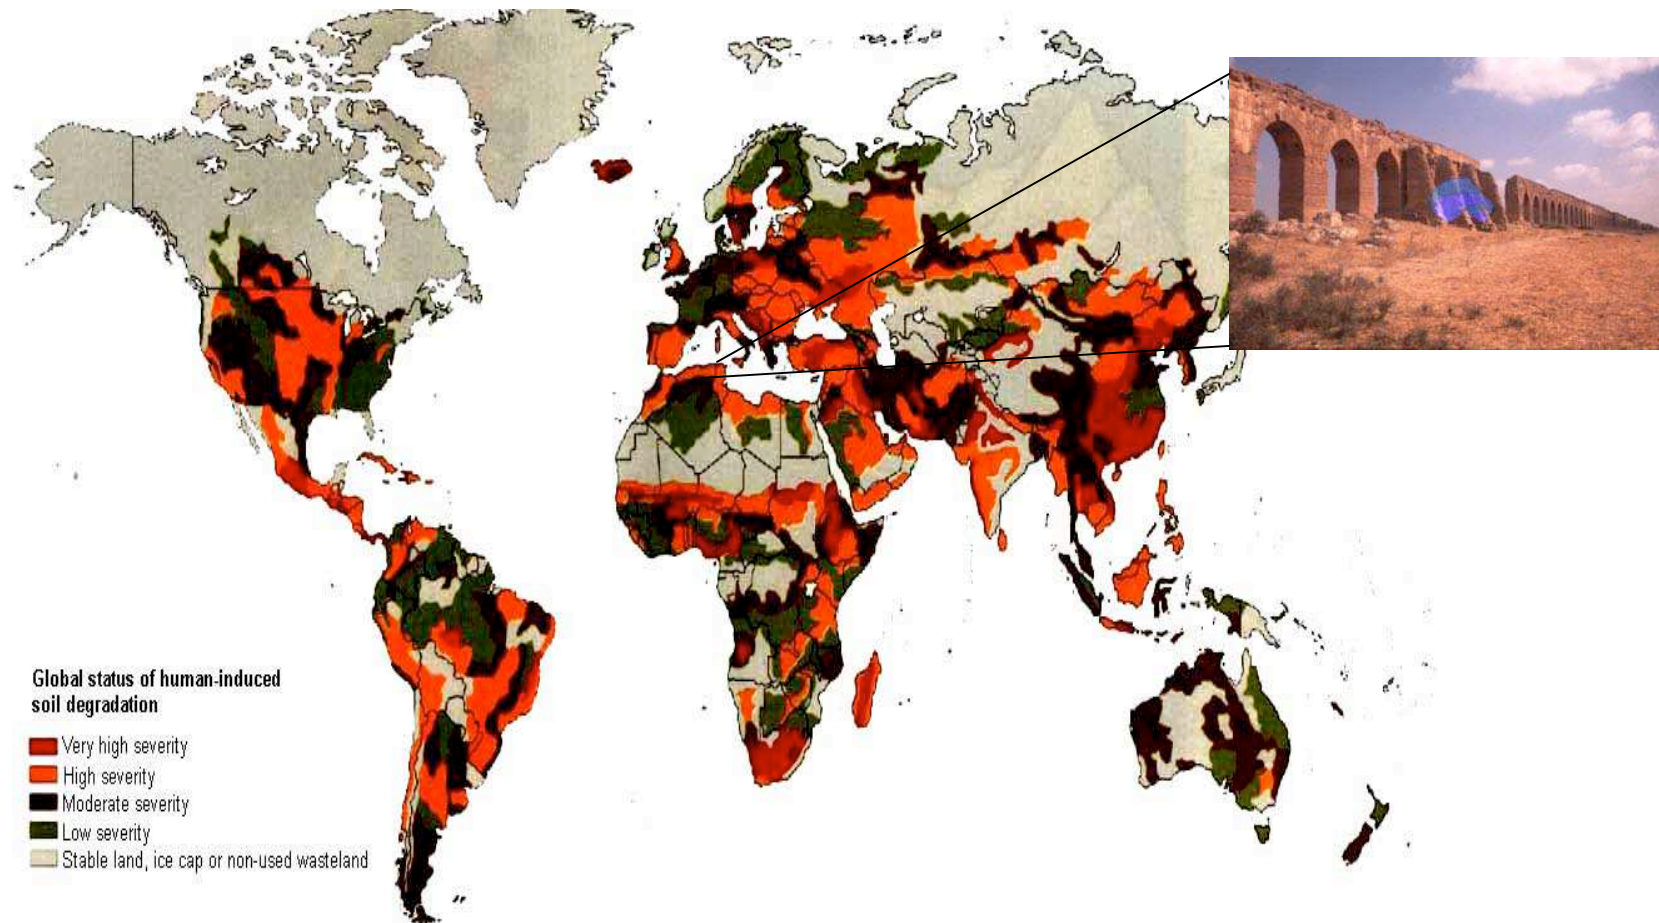 Global status of human-induced
soil degradation
Very high severity
High severity
Moderate severity
Low severity
Stable land, ice cap or non-used wasteland